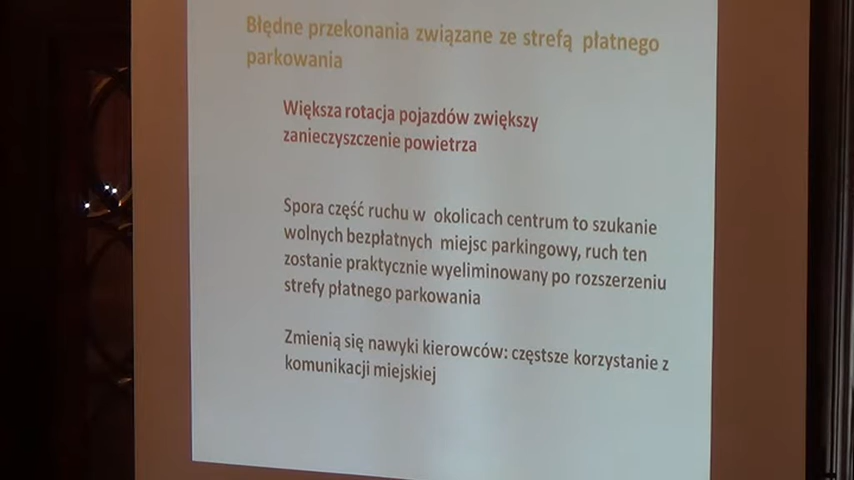 Błędne przekonania związane ze strefą płatnego
parkowania
Większa rotacja pojazdów zwiększy
zanieczyszczenie powietrza
Spora część ruchu w okolicach centrum to szukanie
wolnych bezpłatnych miejsc parkingowy, ruch ten
zostanie praktycznie wyeliminowany po rozszerzeniu
strefy płatnego parkowania
Zmienią się nawyki kierowców: częstsze korzystanie z
komunikacji miejskiej